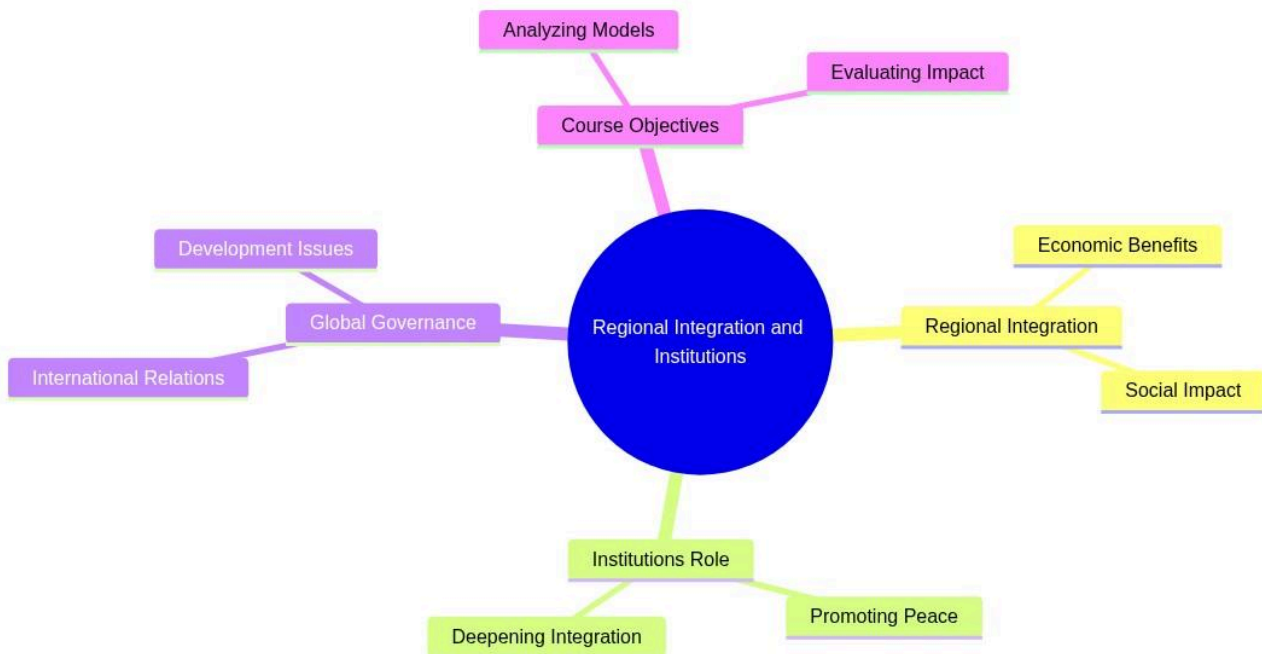 Analyzing Models
Evaluating Impact
Course Objectives
Development Issues
Economic Benefits
Global Governance
Regional Integration and
Institutions
Regional Integration
International Relations
Social Impact
Institutions Role
Promoting Peace
Deepening Integration